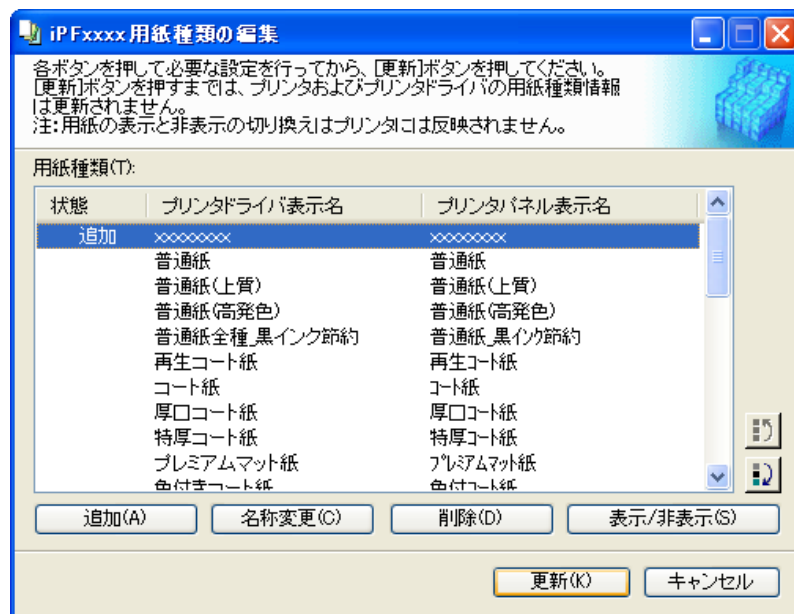 iPFxxxx 用紙種類の編集
各ボタンを押して必要な設定を行ってから、[更新]ボタンを押してください。
[更新]ボタンを押すまでは、プリンタおよびプリンタドライバの用紙種類情報
は更新されません。
注：用紙の表示と非表示の切り換えはプリンタには反映されません。
用紙種類(T):
状態 プリンタドライバ表示名 プリンタパネル表示名
追加 xxxxxxxx xxxxxxxx
普通紙 普通紙
普通紙(上質) 普通紙(上質)
普通紙(高発色) 普通紙(高発色)
普通紙全種_黒インク節約 普通紙_黒ｲﾝｸ節約
再生コート紙 再生ｺｰﾄ紙
コート紙 ｺｰﾄ紙
厚口コート紙 厚口ｺｰﾄ紙
特厚コート紙 特厚ｺｰﾄ紙
プレミアムマット紙 ﾌﾟﾚﾐｱﾑﾏｯﾄ紙
色付きコート紙 色付ｺｰﾄ紙
追加(A) 名称変更(C) 削除(D) 表示/非表示(S)
更新(K) キャンセル